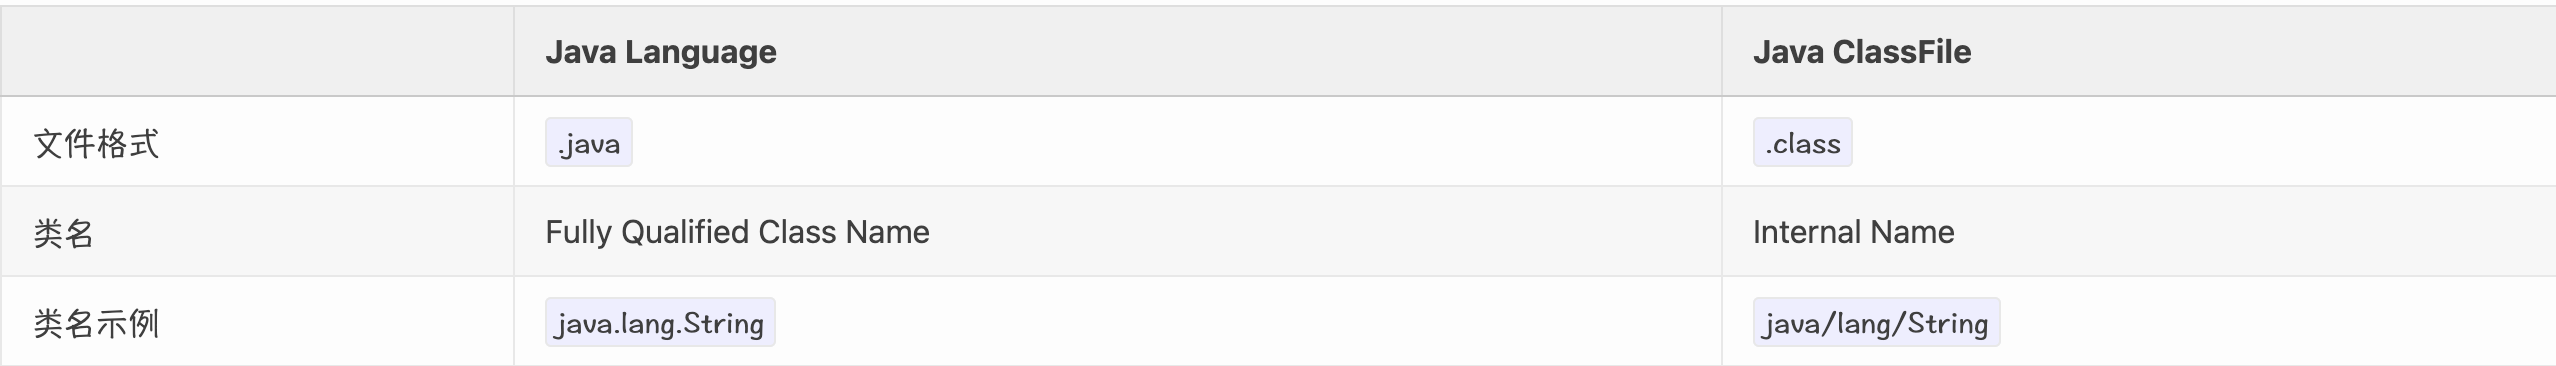 Java Language Java ClassFile
文件格式 .java .class
类名 Fully Qualified Class Name Internal Name
类名示例 java.lang.String java/lang/String